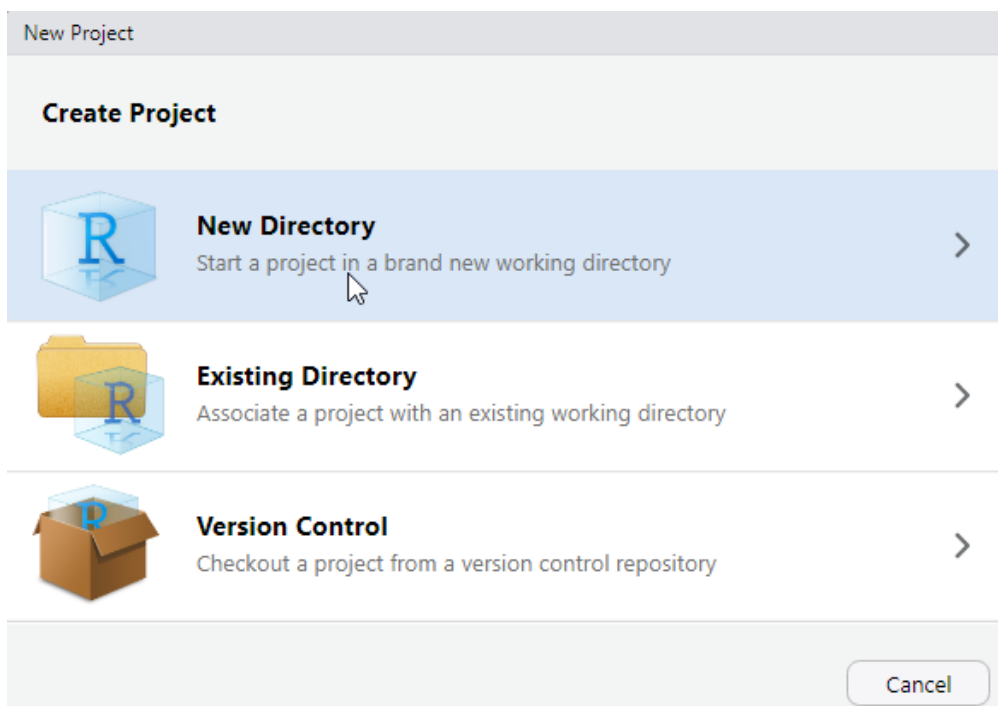 New Project
Create Project
New Directory
Start a project in a brand new working directory
Existing Directory
Associate a project with an existing working directory
Version Control
Checkout a project from a version control repository
Cancel